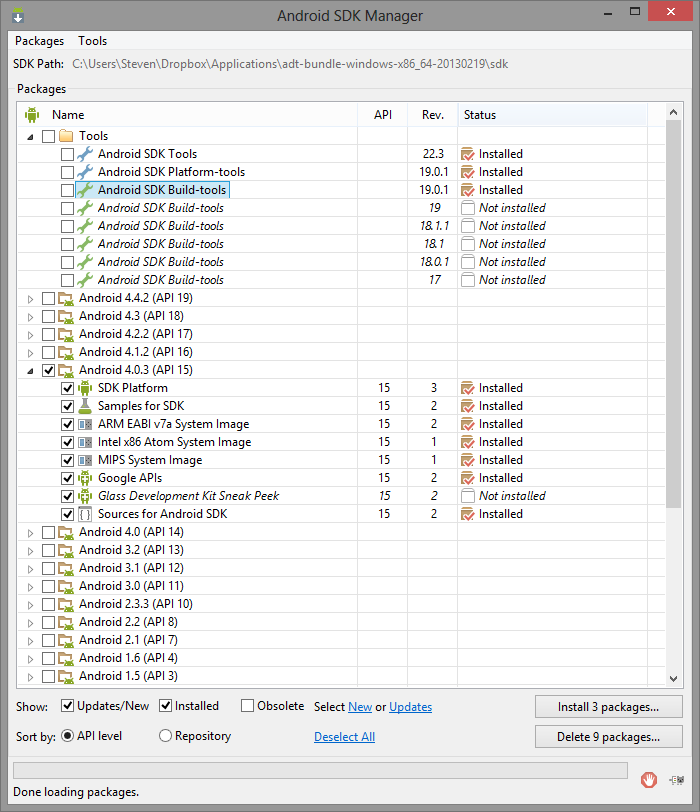 Android SDK Manager
Packages Tools
SDK Path: C:\Users\Steven\Dropbox\Applications\adt-bundle-windows-x86_64-20130219\sdk
Packages
Name API Rev. Status
Tools
Android SDK Tools 22.3 Installed
Android SDK Platform-tools 19.0.1 Installed
Android SDK Build-tools 19.0.1 Installed
Android SDK Build-tools 19 Not installed
Android SDK Build-tools 18.1.1 Not installed
Android SDK Build-tools 18.1 Not installed
Android SDK Build-tools 18.0.1 Not installed
Android SDK Build-tools 17 Not installed
Android 4.4.2 (API 19)
Android 4.3 (API 18)
Android 4.2.2 (API 17)
Android 4.1.2 (API 16)
Android 4.0.3 (API 15)
SDK Platform 15 3 Installed
Samples for SDK 15 2 Installed
ARM EABI v7a System Image 15 2 Installed
Intel x86 Atom System Image 15 1 Installed
MIPS System Image 15 1 Installed
Google APIs 15 2 Installed
Glass Development Kit Sneak Peek 15 2 Not installed
Sources for Android SDK 15 2 Installed
Android 4.0 (API 14)
Android 3.2 (API 13)
Android 3.1 (API 12)
Android 3.0 (API 11)
Android 2.3.3 (API 10)
Android 2.2 (API 8)
Android 2.1 (API 7)
Android 1.6 (API 4)
Android 1.5 (API 3)
Show: Updates/New Installed Obsolete Select New or Updates Install 3 packages...
Sort by: API level Repository Deselect All Delete 9 packages...
Done loading packages.